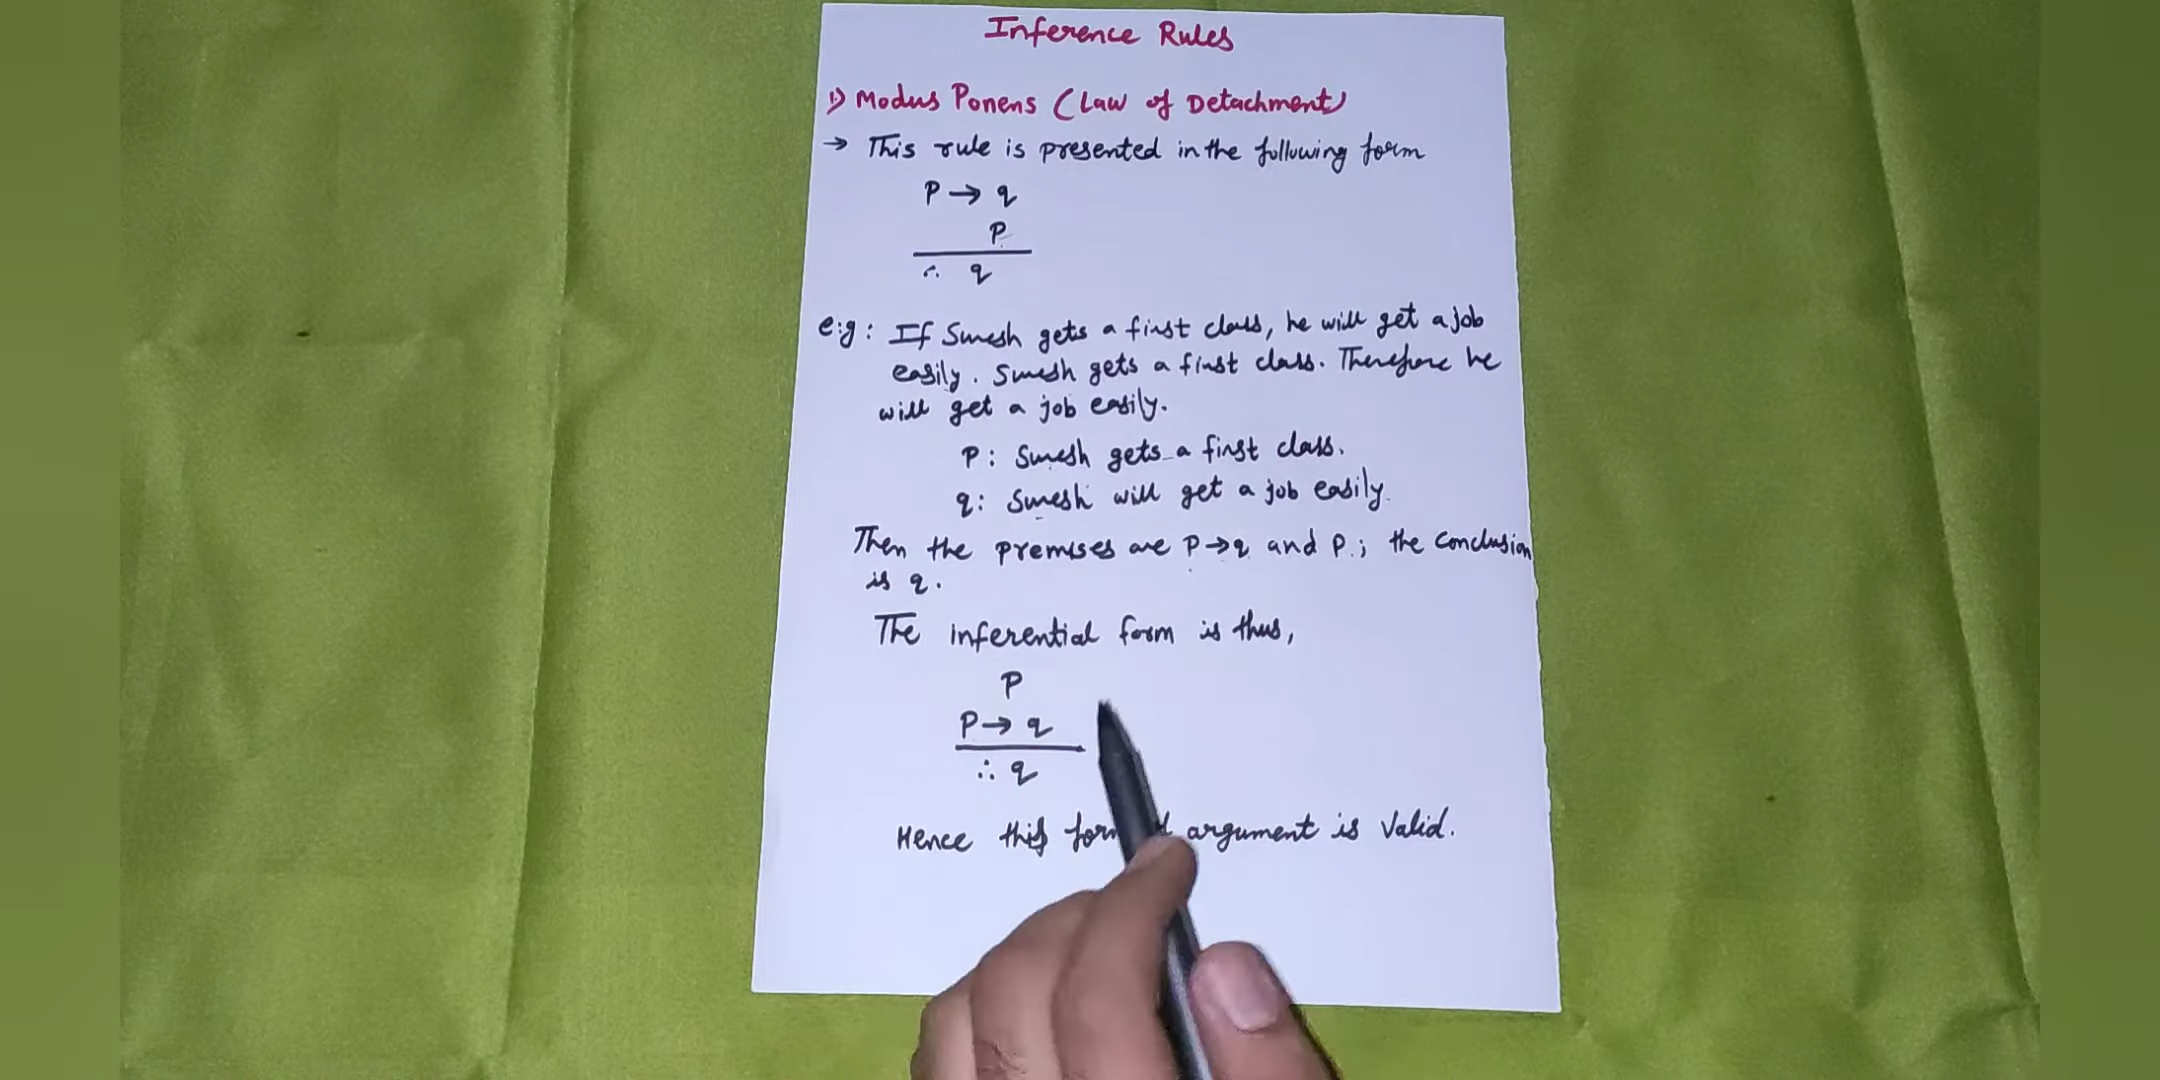 Inference Rules
1) Modus Ponens (Law of Detachment)
→ This rule is presented in the following form
P → q
P
∴ q
e:g: If Suresh gets a first class, he will get a job
easily. Suresh gets a first class. Therefore he
will get a job easily.
P: Suresh gets a first class.
q: Suresh will get a job easily.
Then the premises are P→q and P.; the conclusion
is q.
The inferential form is thus,
P
P → q
∴ q
Hence this argument is valid.